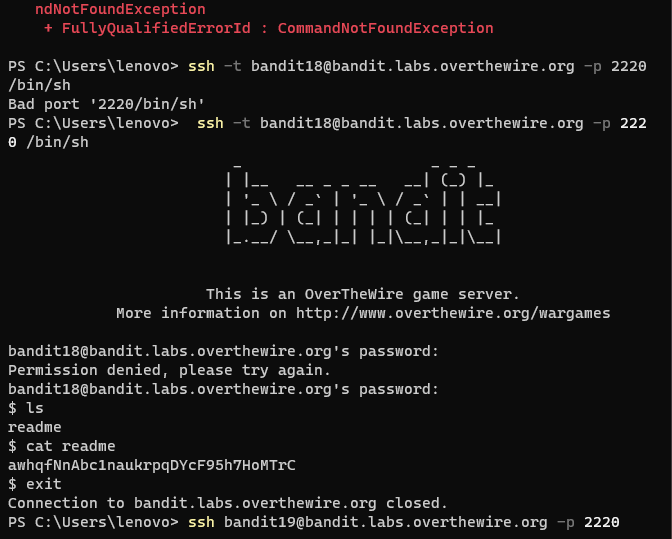 ndNotFoundException
+ FullyQualifiedErrorId : CommandNotFoundException
PS C:\Users\lenovo> ssh -t bandit18@bandit.labs.overthewire.org -p 2220
/bin/sh
Bad port '2220/bin/sh'
PS C:\Users\lenovo>  ssh -t bandit18@bandit.labs.overthewire.org -p 222
0 /bin/sh
bandit
This is an OverTheWire game server.
More information on http://www.overthewire.org/wargames
bandit18@bandit.labs.overthewire.org's password:
Permission denied, please try again.
bandit18@bandit.labs.overthewire.org's password:
$ ls
readme
$ cat readme
awhqfNnAbc1naukrpqDYcF95h7HoMTrC
$ exit
Connection to bandit.labs.overthewire.org closed.
PS C:\Users\lenovo> ssh bandit19@bandit.labs.overthewire.org -p 2220